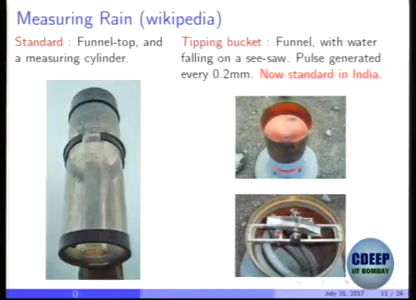 Measuring Rain (wikipedia)
Standard : Funnel-top, and
a measuring cylinder.
Tipping bucket : Funnel, with water
falling on a see-saw. Pulse generated
every 0.2mm. Now standard in India.
CDEEP
IIT BOMBAY
July 31, 2017 11 / 26